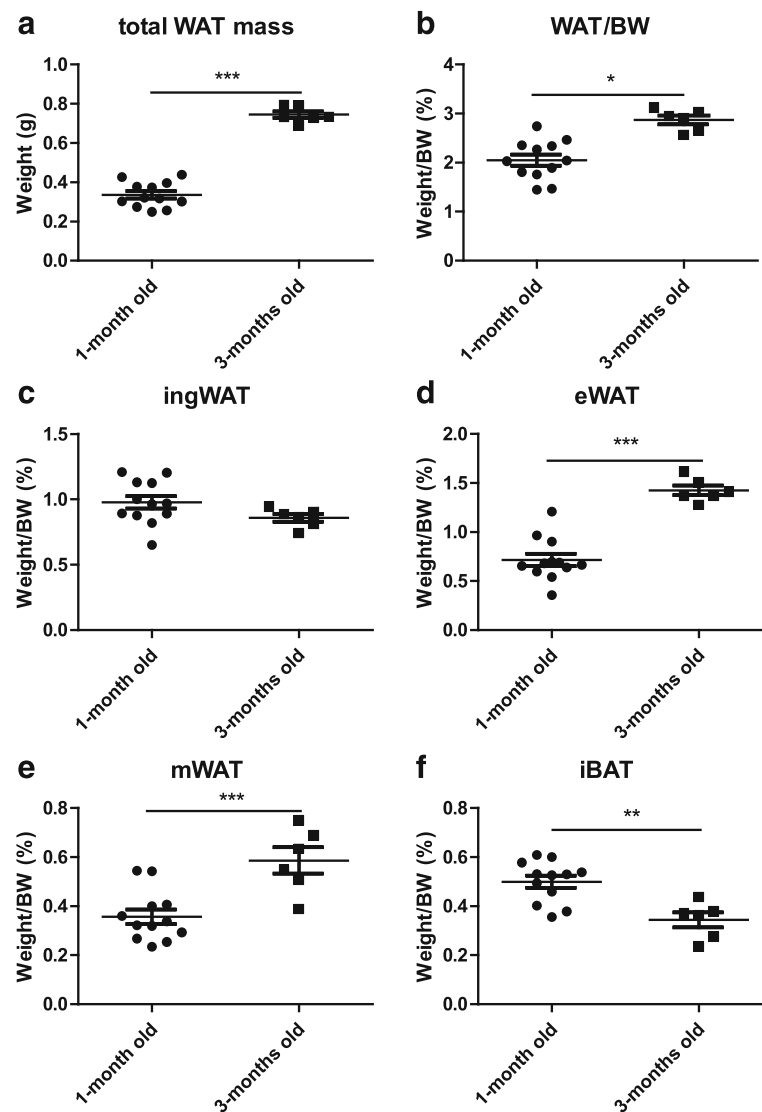 a
total WAT mass
***
Weight (g)
1.0
0.8
0.6
0.4
0.2
0.0
1-month old
3-months old
b
WAT/BW
*
Weight/BW (%)
4
3
2
1
0
1-month old
3-months old
c
ingWAT
Weight/BW (%)
1.5
1.0
0.5
0.0
1-month old
3-months old
d
eWAT
***
Weight/BW (%)
2.0
1.5
1.0
0.5
0.0
1-month old
3-months old
e
mWAT
***
Weight/BW (%)
0.8
0.6
0.4
0.2
0.0
1-month old
3-months old
f
iBAT
**
Weight/BW (%)
0.8
0.6
0.4
0.2
0.0
1-month old
3-months old